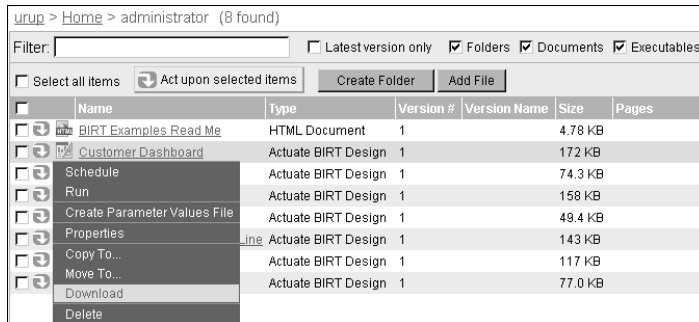 urup > Home > administrator (8 found)
Filter: Latest version only Folders Documents Executables
Select all items Act upon selected items Create Folder Add File
Name Type Version # Version Name Size Pages
BIRT Examples Read Me HTML Document 1 4.78 KB
Customer Dashboard Actuate BIRT Design 1 172 KB
Schedule Actuate BIRT Design 1 74.3 KB
Run Actuate BIRT Design 1 158 KB
Create Parameter Values File Actuate BIRT Design 1 49.4 KB
Properties Line Actuate BIRT Design 1 143 KB
Copy To... Actuate BIRT Design 1 117 KB
Move To... Actuate BIRT Design 1 77.0 KB
Download
Delete